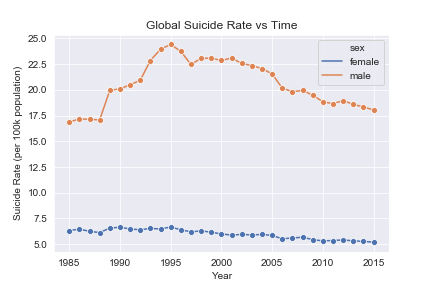 Global Suicide Rate vs Time
Suicide Rate (per 100k population)
25.0
22.5
20.0
17.5
15.0
12.5
10.0
7.5
5.0
sex
female
male
1985 1990 1995 2000 2005 2010 2015
Year